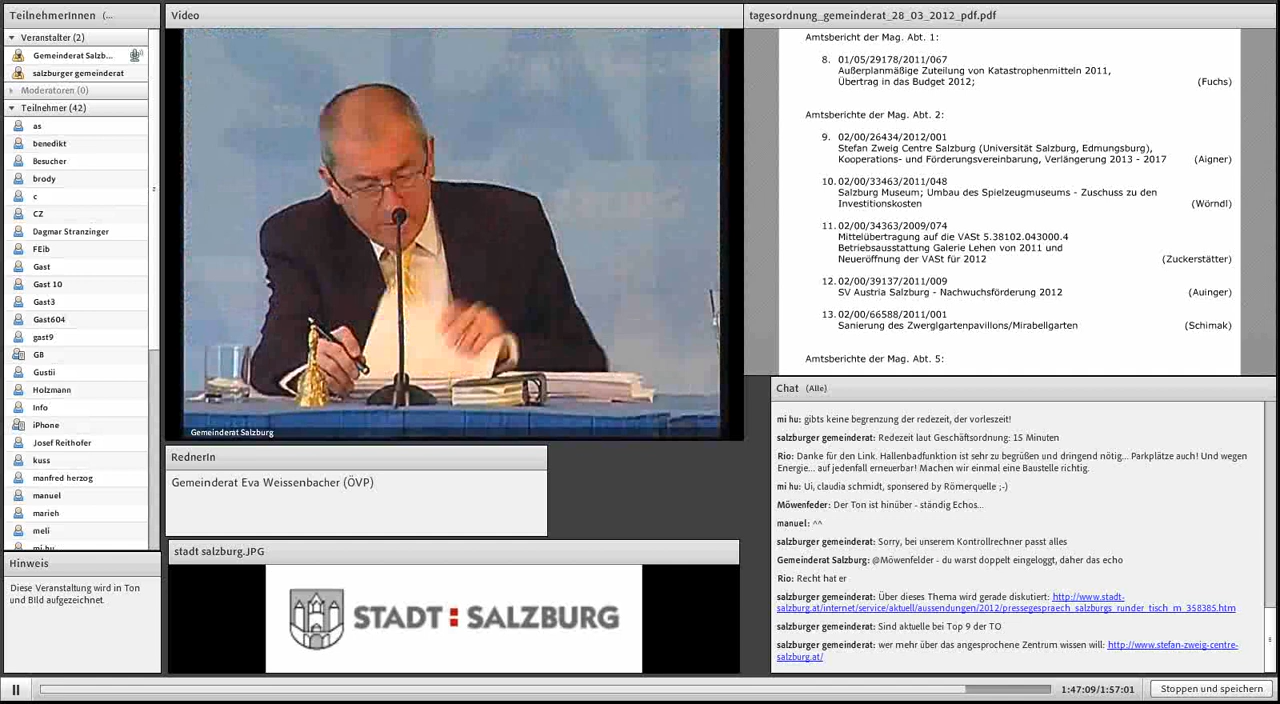 TeilnehmerInnen (...
Veranstalter (2)
Gemeinderat Salzb...
salzburger gemeinderat
Moderatoren (0)
Teilnehmer (42)
as
benedikt
Besucher
brody
c
CZ
Dagmar Stranzinger
FEib
Gast
Gast 10
Gast3
Gast604
gast9
GB
Gustii
Holzmann
Info
iPhone
Josef Reithofer
kuss
manfred herzog
manuel
marieh
meli
mi hu
Hinweis
Diese Veranstaltung wird in Ton
und BIld aufgezeichnet.
Video
Gemeinderat Salzburg
RednerIn
Gemeinderat Eva Weissenbacher (ÖVP)
stadt salzburg.JPG
STADT : SALZBURG
tagesordnung_gemeinderat_28_03_2012_pdf.pdf
Amtsbericht der Mag. Abt. 1:
8. 01/05/29178/2011/067
Außerplanmäßige Zuteilung von Katastrophenmitteln 2011,
Übertrag in das Budget 2012; (Fuchs)
Amtsberichte der Mag. Abt. 2:
9. 02/00/26434/2012/001
Stefan Zweig Centre Salzburg (Universität Salzburg, Edmungsburg),
Kooperations- und Förderungsvereinbarung, Verlängerung 2013 - 2017 (Aigner)
10. 02/00/33463/2011/048
Salzburg Museum; Umbau des Spielzeugmuseums - Zuschuss zu den
Investitionskosten (Wörndl)
11. 02/00/34363/2009/074
Mittelübertragung auf die VASt 5.38102.043000.4
Betriebsausstattung Galerie Lehen von 2011 und
Neueröffnung der VASt für 2012 (Zuckerstätter)
12. 02/00/39137/2011/009
SV Austria Salzburg - Nachwuchsförderung 2012 (Auinger)
13. 02/00/66588/2011/001
Sanierung des Zwerglgartenpavillons/Mirabellgarten (Schimak)
Amtsberichte der Mag. Abt. 5:
Chat (Alle)
mi hu: gibts keine begrenzung der redezeit, der vorleszeit!
salzburger gemeinderat: Redezeit laut Geschäftsordnung: 15 Minuten
Rio: Danke für den Link. Hallenbadfunktion ist sehr zu begrüßen und dringend nötig... Parkplätze auch! Und wegen
Energie... auf jedenfall erneuerbar! Machen wir einmal eine Baustelle richtig.
mi hu: Ui, claudia schmidt, sponsered by Römerquelle ;-)
Möwenfeder: Der Ton ist hinüber - ständig Echos...
manuel: ^^
salzburger gemeinderat: Sorry, bei unserem Kontrollrechner passt alles
Gemeinderat Salzburg: @Möwenfelder - du warst doppelt eingeloggt, daher das echo
Rio: Recht hat er
salzburger gemeinderat: Über dieses Thema wird gerade diskutiert: http://www.stadt-
salzburg.at/internet/service/aktuell/aussendungen/2012/pressegespraech_salzburgs_runder_tisch_m_358385.htm
salzburger gemeinderat: Sind aktuelle bei Top 9 der TO
salzburger gemeinderat: wer mehr über das angesprochene Zentrum wissen will: http://www.stefan-zweig-centre-
salzburg.at/
1:47:09/1:57:01
Stoppen und speichern